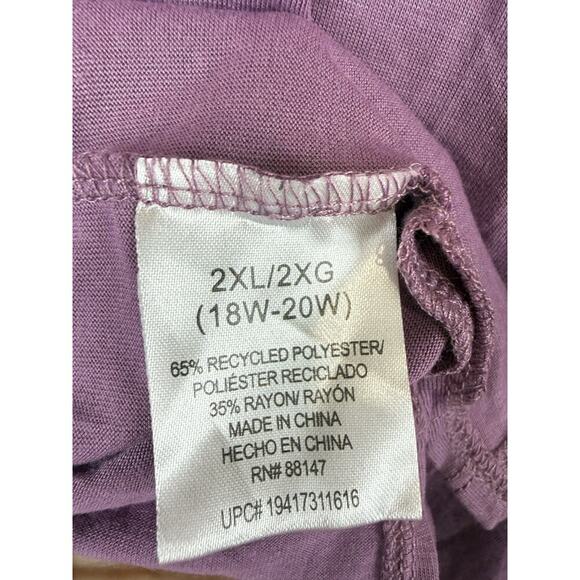 2XL/2XG
(18W-20W)
65% RECYCLED POLYESTER/
POLIÉSTER RECICLADO
35% RAYON/ RAYÓN
MADE IN CHINA
HECHO EN CHINA
RN# 88147
UPC# 19417311616